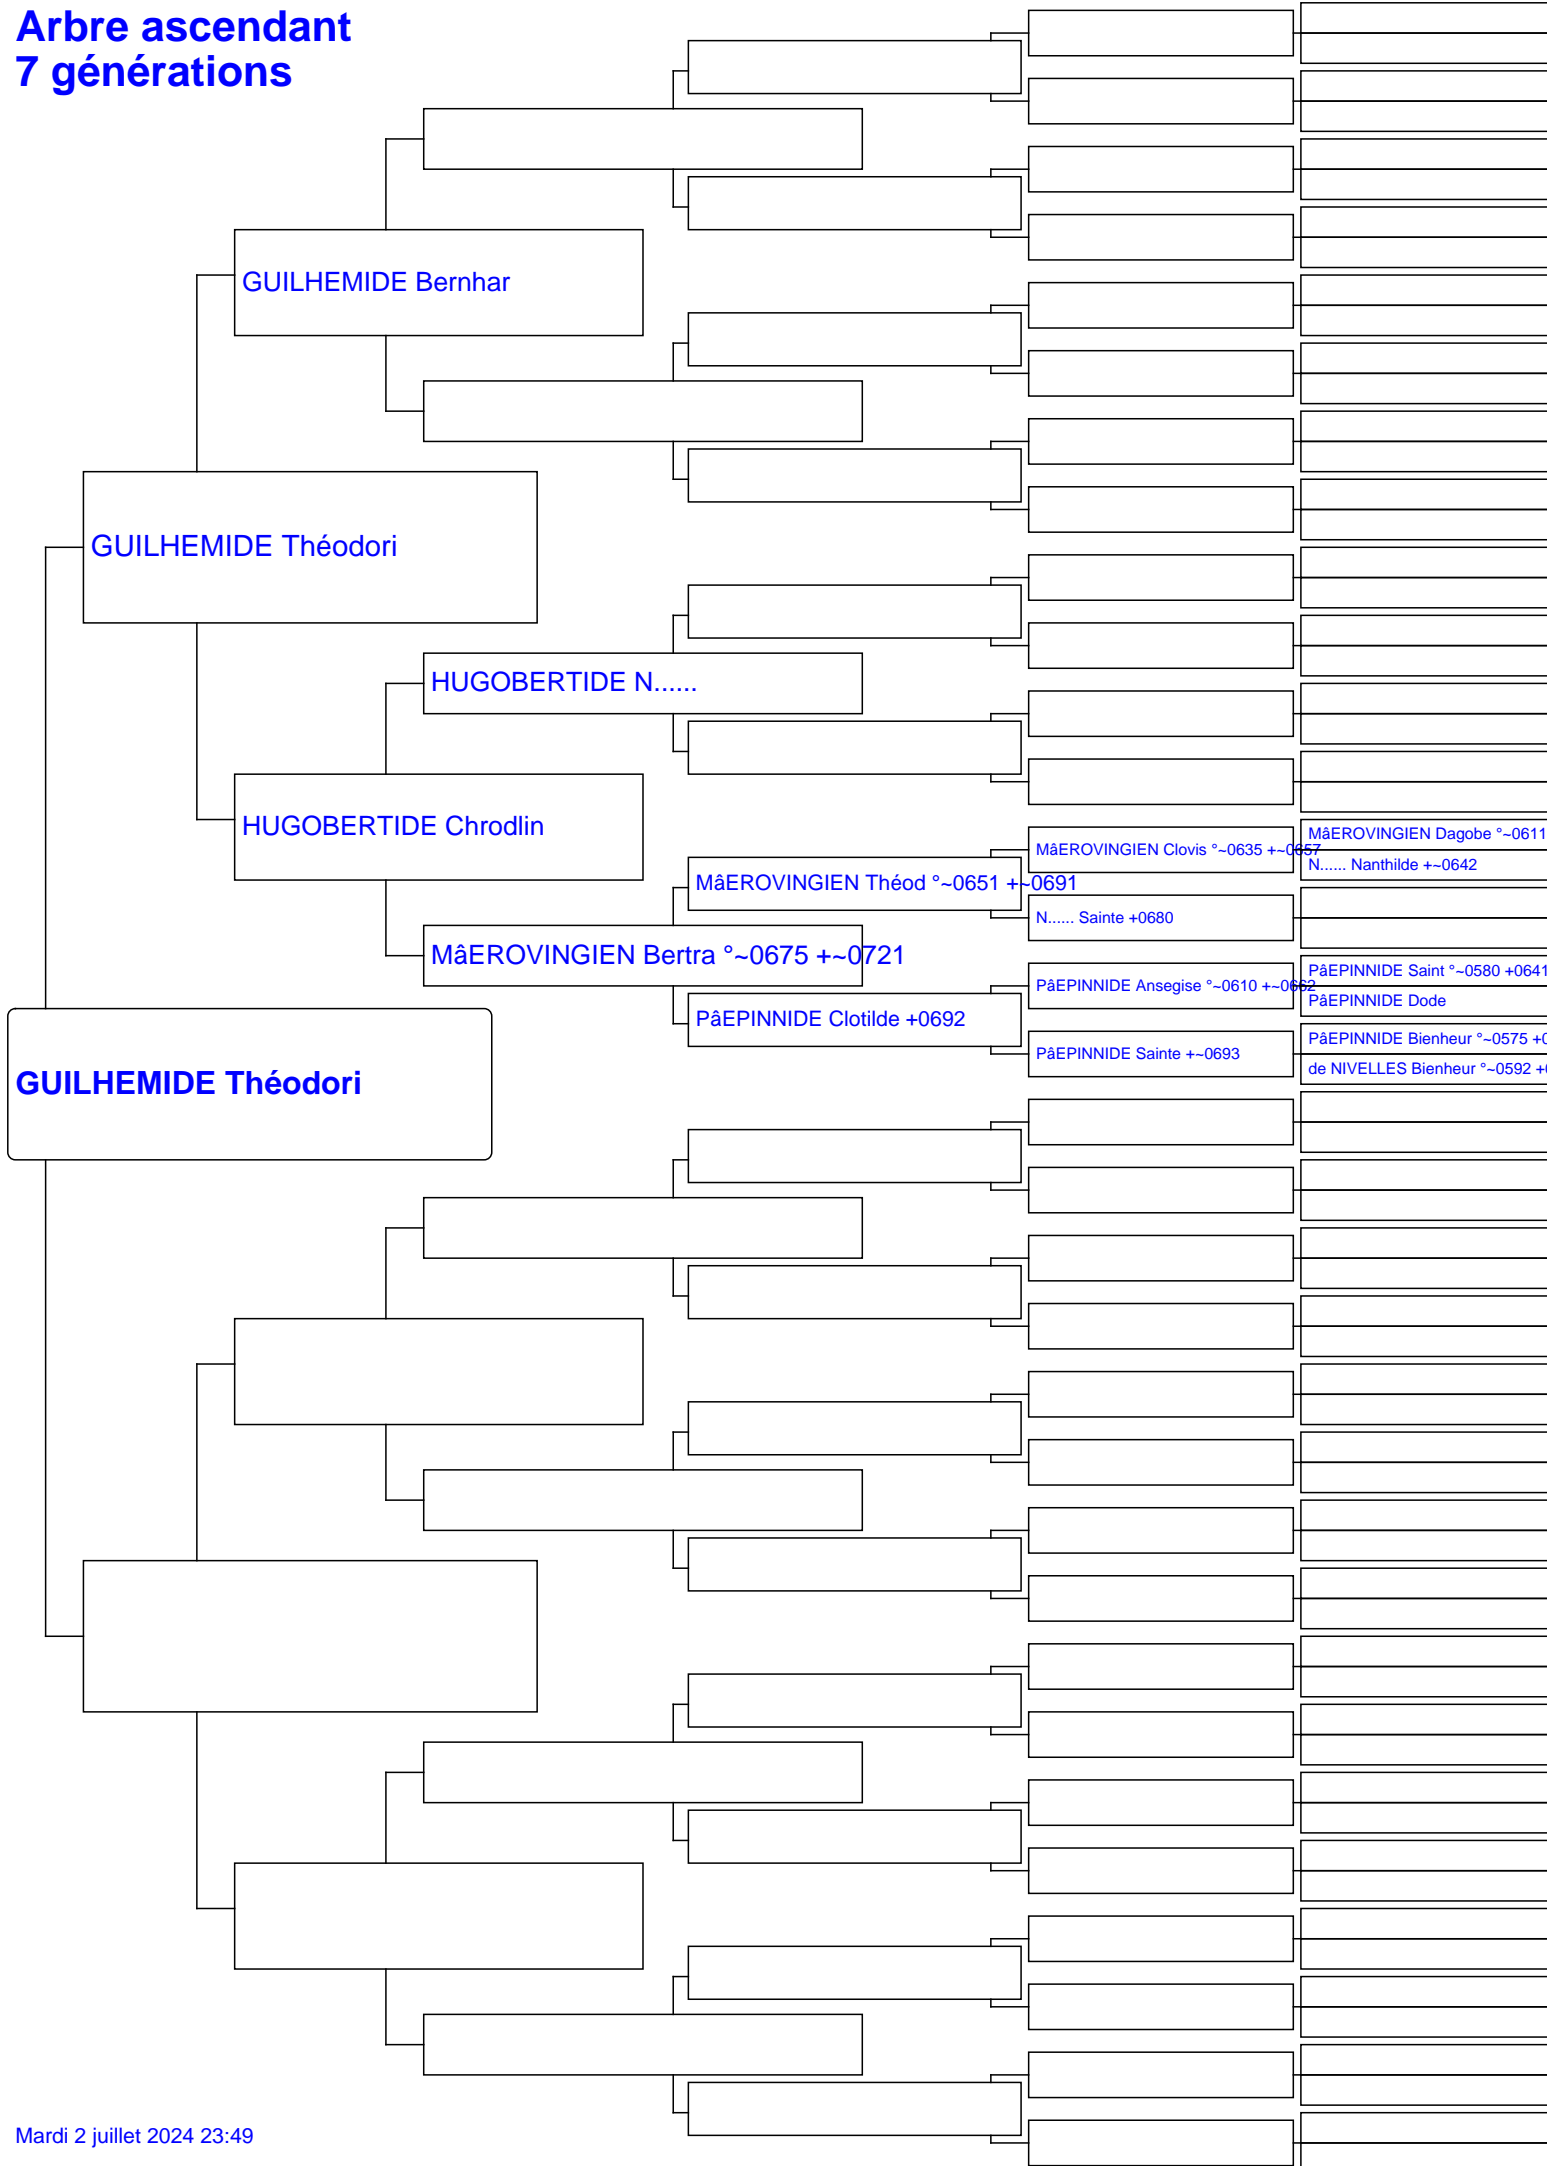 Arbre ascendant
7 générations
GUILHEMIDE Bernhar
GUILHEMIDE Théodori
HUGOBERTIDE N......
HUGOBERTIDE Chrodlin
MâEROVINGIEN Dagobe °~0611
MâEROVINGIEN Clovis °~0635 +~0657
N...... Nanthilde +~0642
MâEROVINGIEN Théod °~0651 +~0691
N...... Sainte +0680
MâEROVINGIEN Bertra °~0675 +~0721
PâEPINNIDE Saint °~0580 +0641
PâEPINNIDE Ansegise °~0610 +~0662
PâEPINNIDE Dode
PâEPINNIDE Clotilde +0692
PâEPINNIDE Bienheur °~0575 +0
PâEPINNIDE Sainte +~0693
de NIVELLES Bienheur °~0592 +0
GUILHEMIDE Théodori
Mardi 2 juillet 2024 23:49